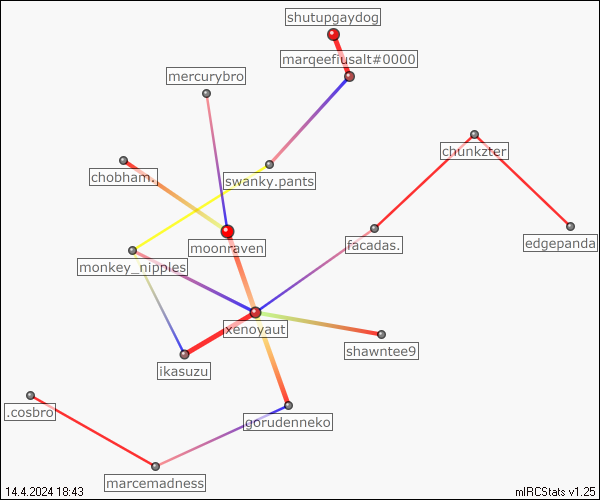 shutupgaydog
marqeefiusalt#0000
mercurybro
chunkzter
chobham.
swanky.pants
moonraven
facadas.
edgepanda
monkey_nipples
xenoyaut
shawntee9
ikasuzu
.cosbro
gorudenneko
marcemadness
14.4.2024 18:43
mIRCStats v1.25